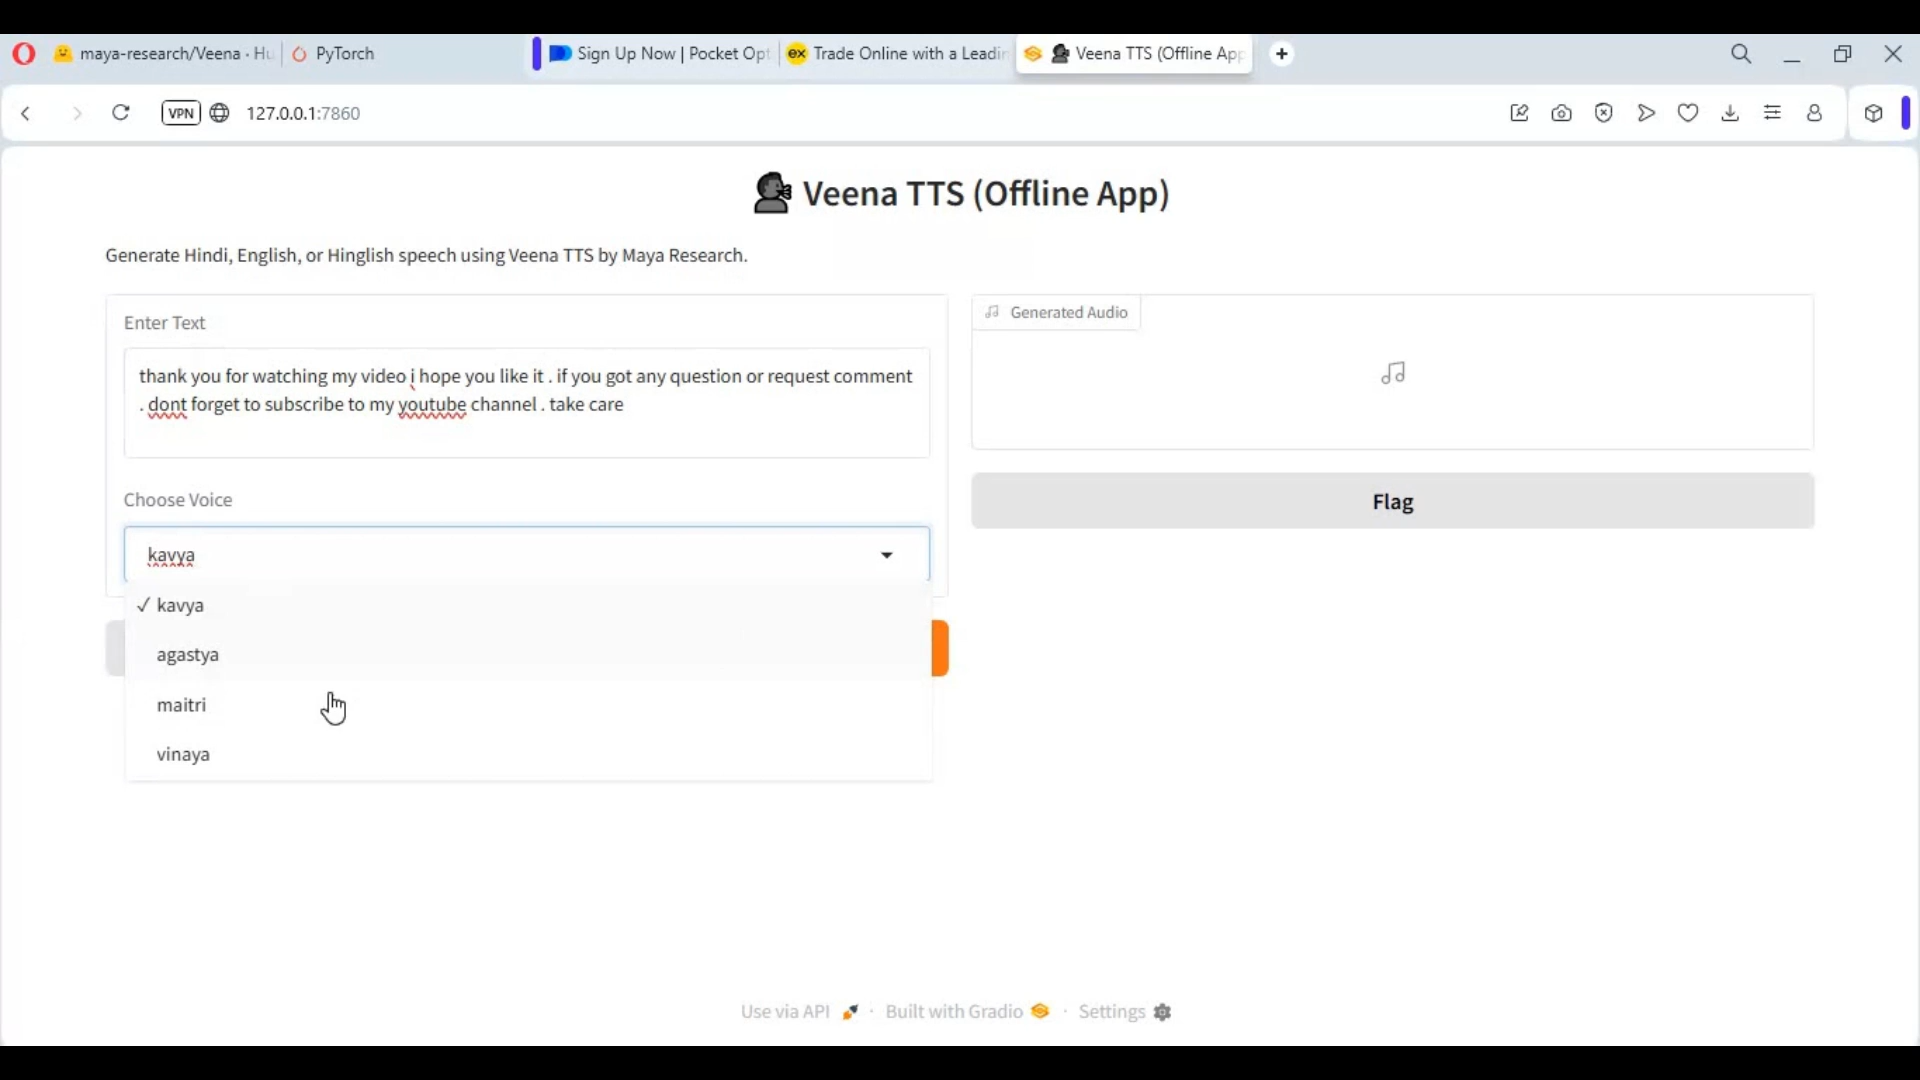 maya-research/Veena · Hu
PyTorch
Sign Up Now | Pocket Opt
ex
Trade Online with a Leadin
Veena TTS (Offline App
VPN
127.0.0.1:7860
Veena TTS (Offline App)
Generate Hindi, English, or Hinglish speech using Veena TTS by Maya Research.
Enter Text
thank you for watching my video i hope you like it . if you got any question or request comment
. dont forget to subscribe to my youtube channel . take care
Choose Voice
kavya
✓ kavya
agastya
maitri
vinaya
Generated Audio
Flag
Use via API · Built with Gradio · Settings